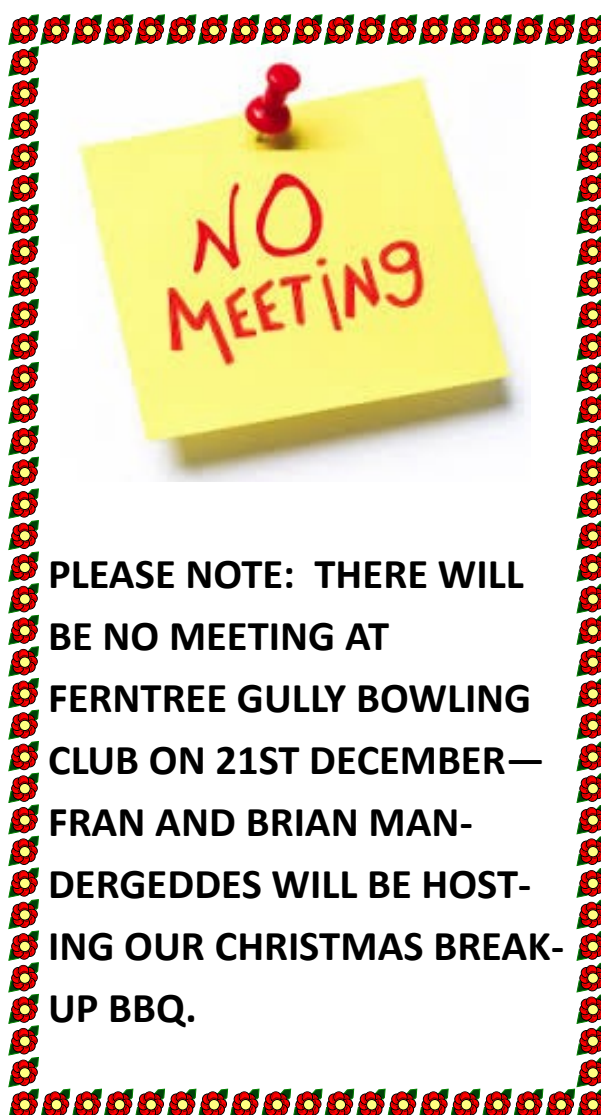 NO
MEETING
PLEASE NOTE: THERE WILL
BE NO MEETING AT
FERNTREE GULLY BOWLING
CLUB ON 21ST DECEMBER—
FRAN AND BRIAN MAN-
DERGEDDES WILL BE HOST-
ING OUR CHRISTMAS BREAK-
UP BBQ.